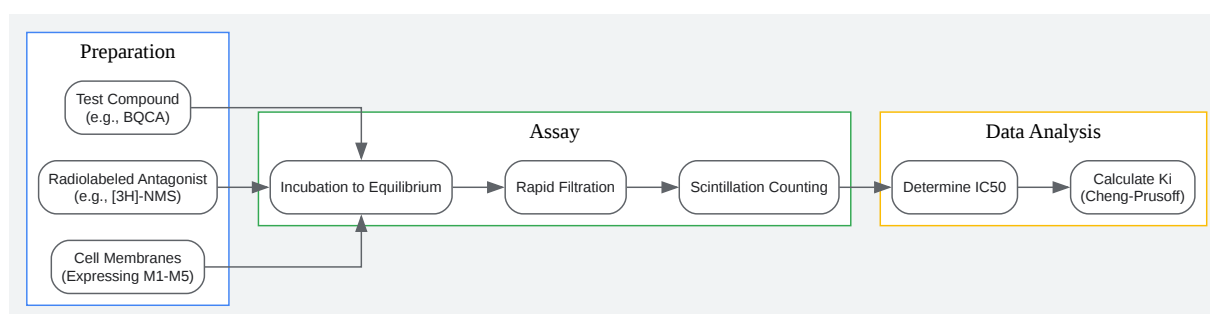 Preparation
Test Compound
(e.g., BQCA)
Radiolabeled Antagonist
(e.g., [3H]-NMS)
Cell Membranes
(Expressing M1-M5)
Assay
Incubation to Equilibrium
Rapid Filtration
Scintillation Counting
Data Analysis
Determine IC50
Calculate Ki
(Cheng-Prusoff)